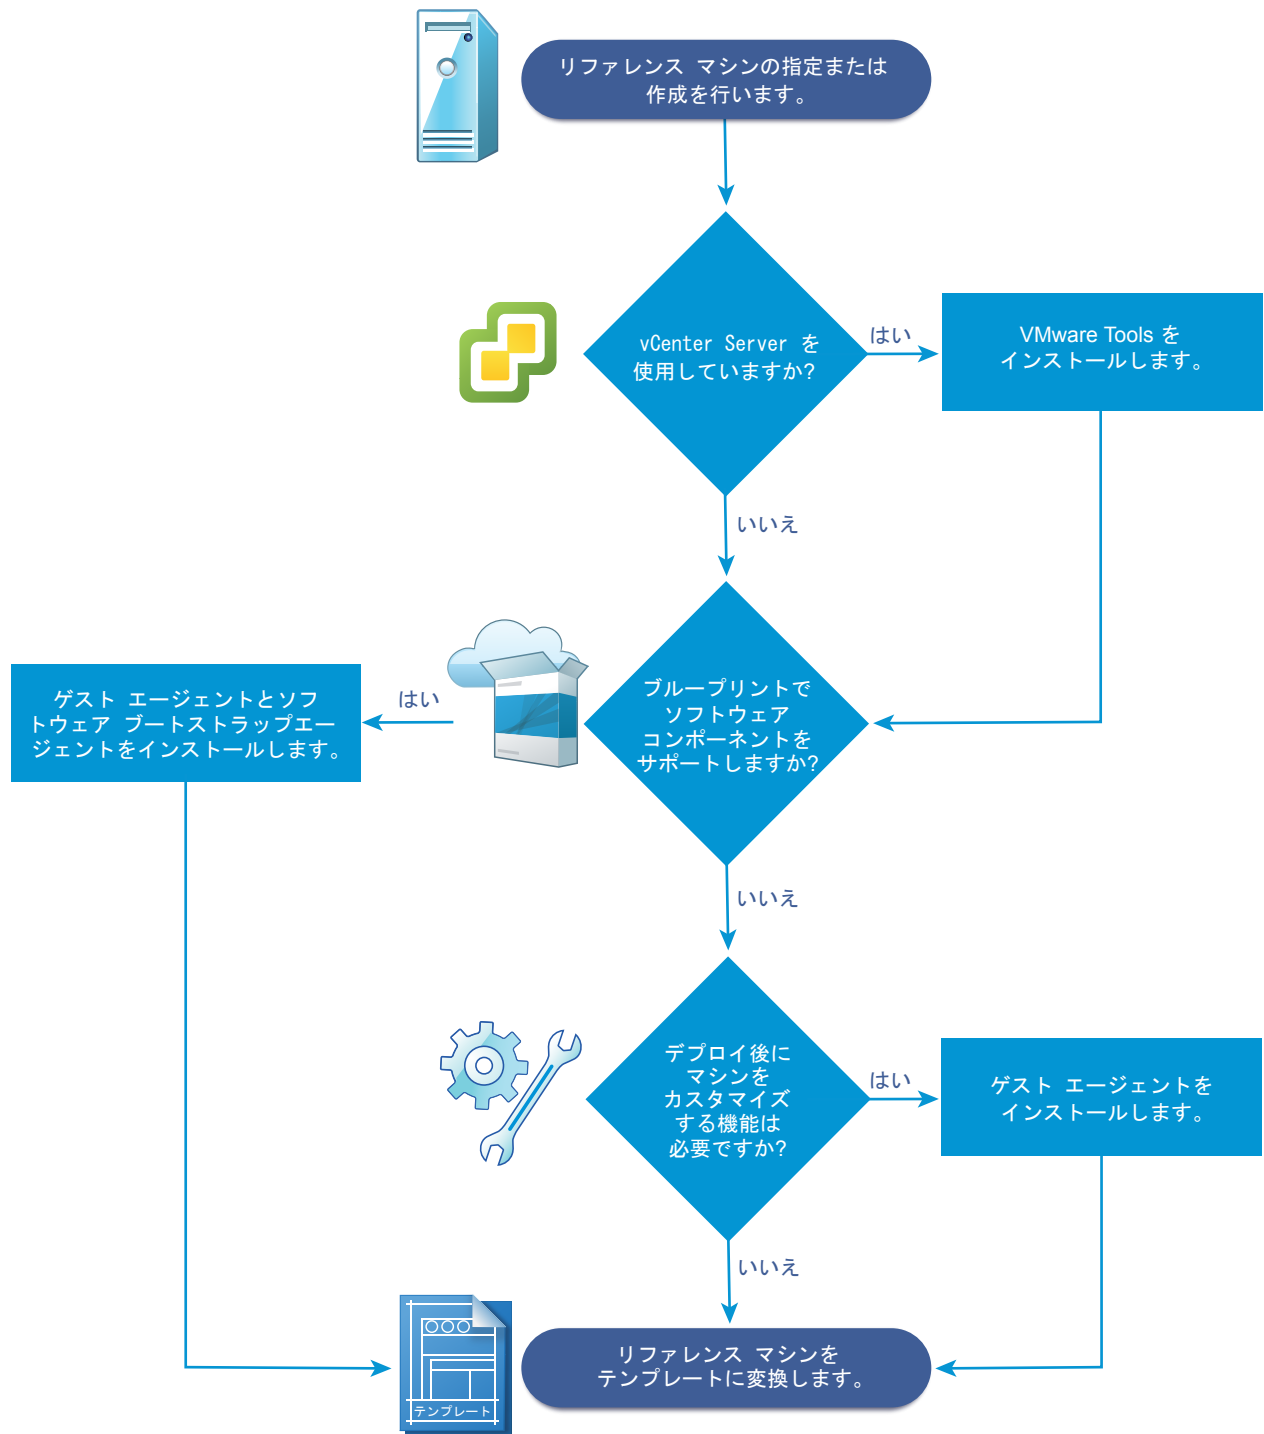 リファレンス マシンの指定または
作成を行います。
vCenter Server を
使用していますか?
はい
VMware Tools を
インストールします。
いいえ
ブループリントで
ソフトウェア
コンポーネントを
サポートしますか?
はい
ゲスト エージェントとソフ
トウェア ブートストラップエー
ジェントをインストールします。
いいえ
デプロイ後に
マシンを
カスタマイズ
する機能は
必要ですか?
はい
ゲスト エージェントを
インストールします。
いいえ
テンプレート
リファレンス マシンを
テンプレートに変換します。